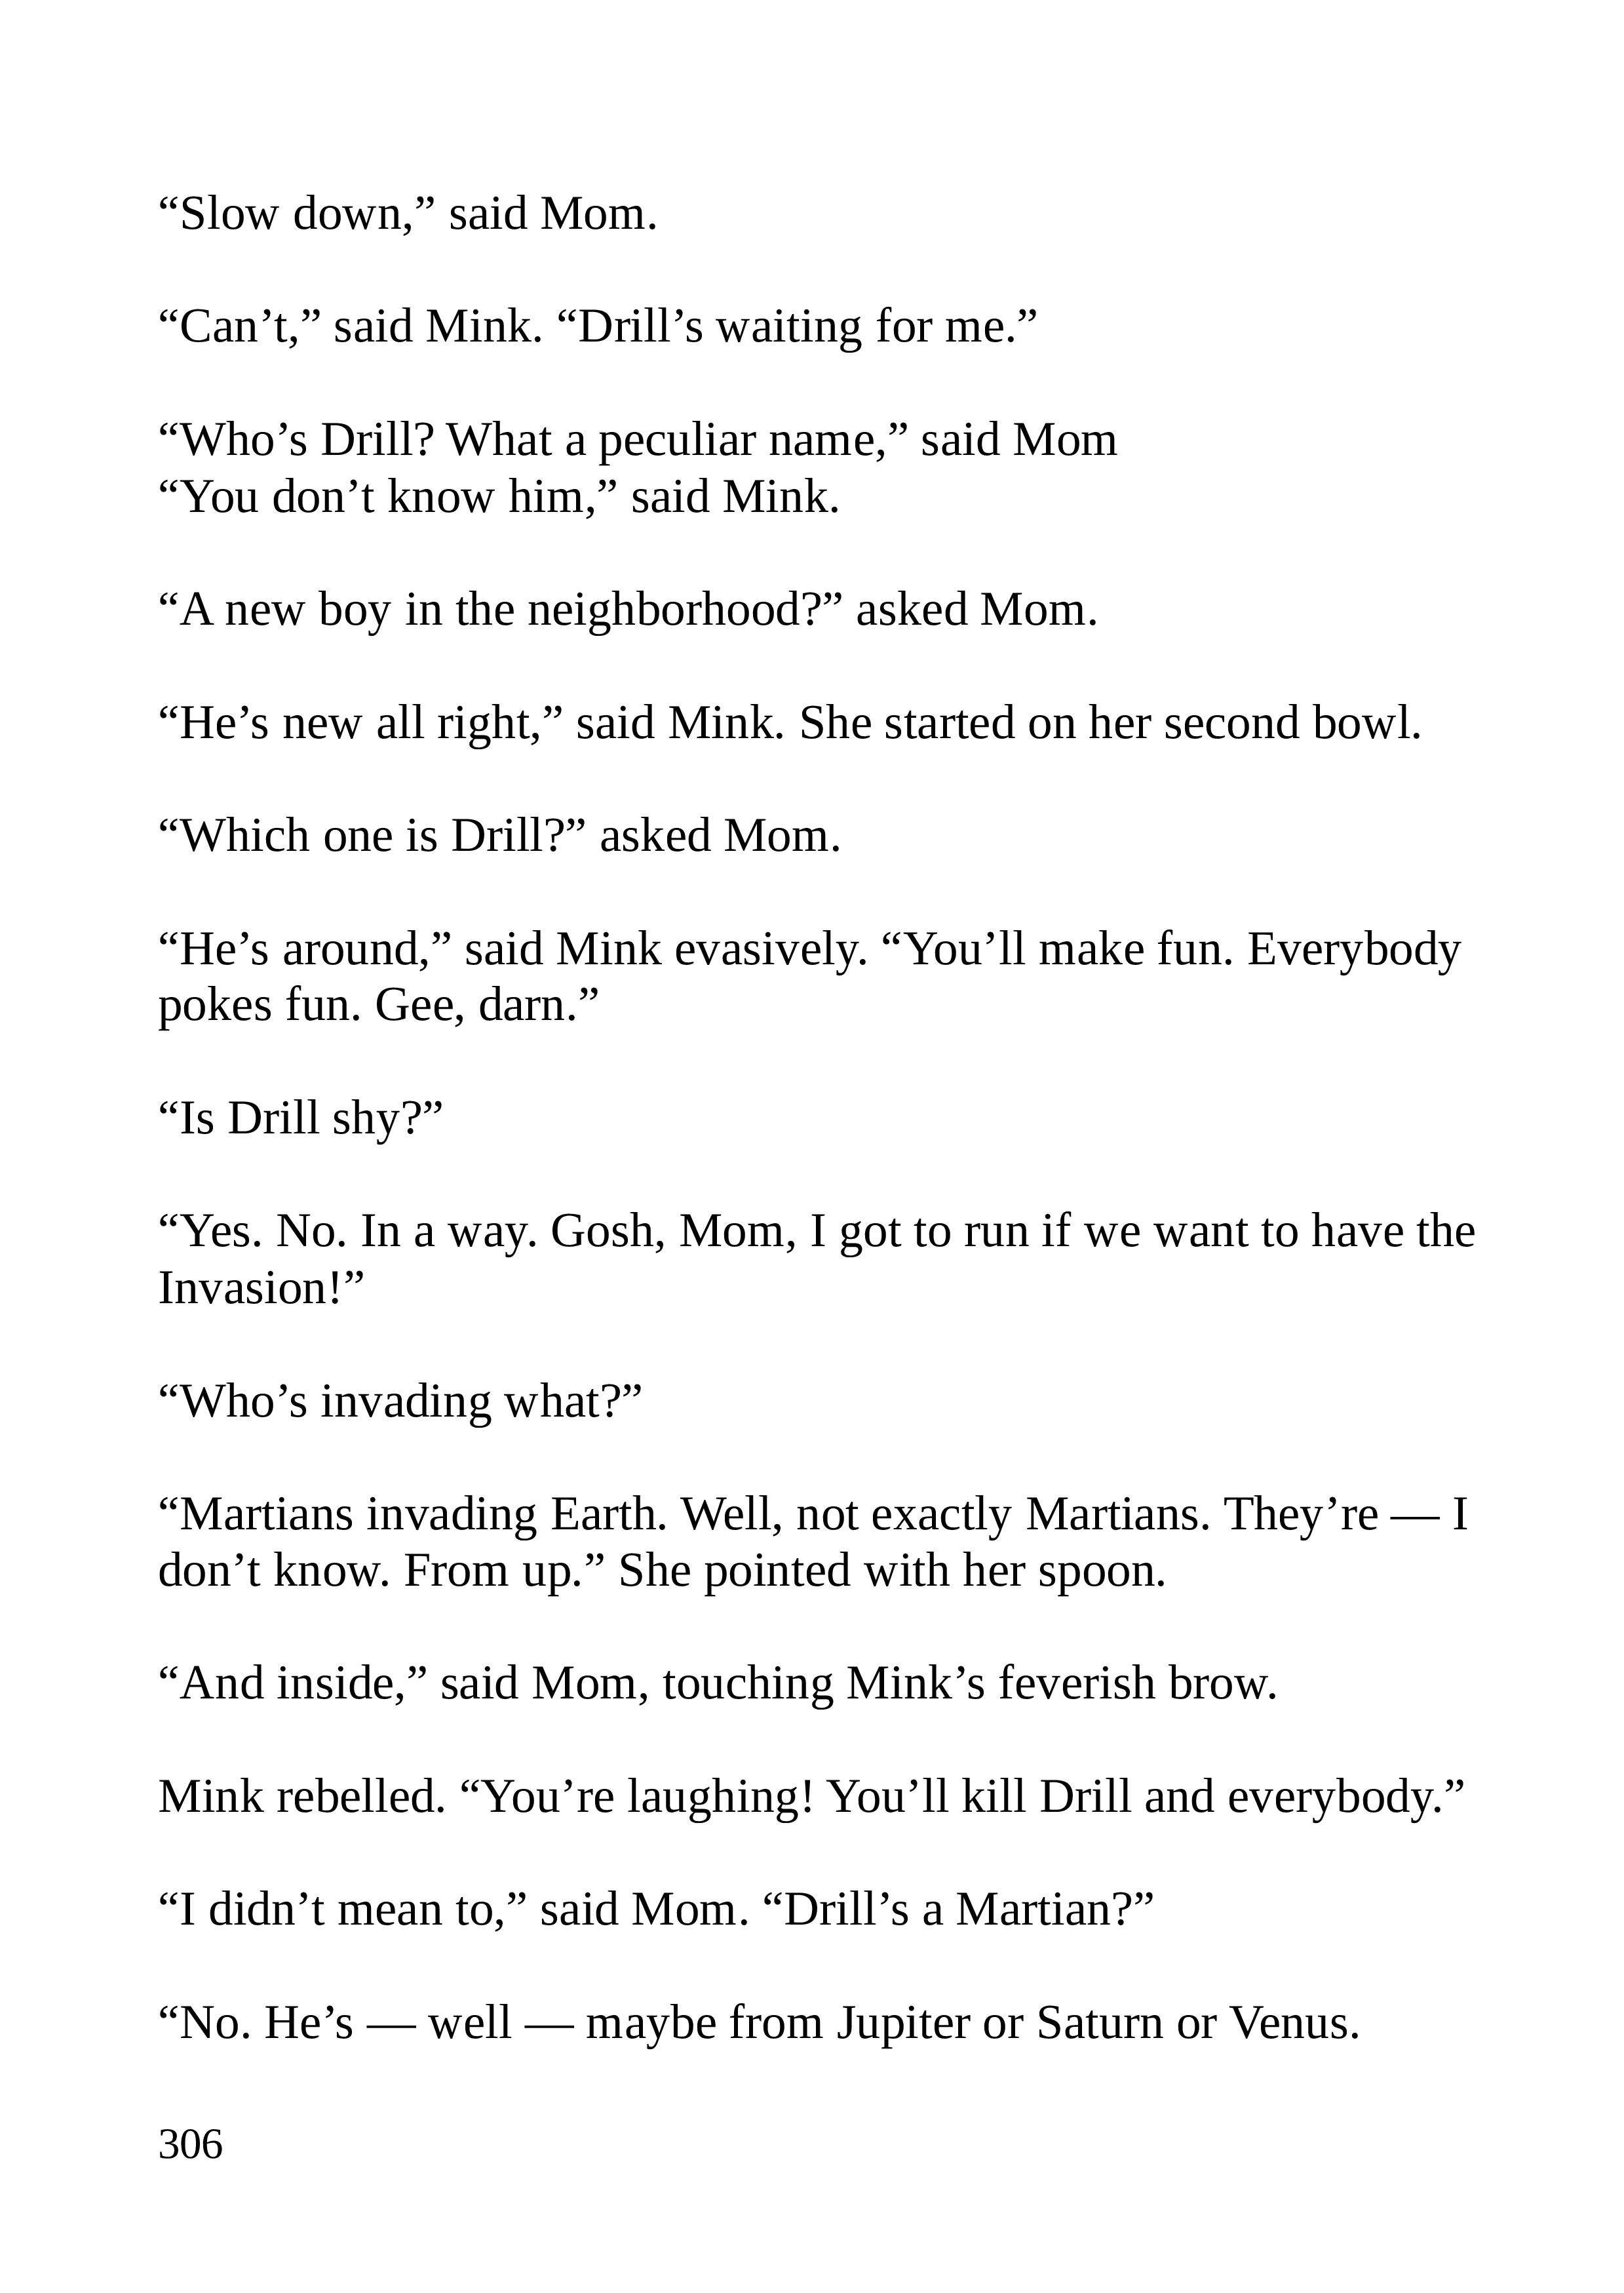 “Slow down,” said Mom.
“Can’t,” said Mink. “Drill’s waiting for me.”
“Who’s Drill? What a peculiar name,” said Mom
“You don’t know him,” said Mink.
“A new boy in the neighborhood?” asked Mom.
“He’s new all right,” said Mink. She started on her second bowl.
“Which one is Drill?” asked Mom.
“He’s around,” said Mink evasively. “You’ll make fun. Everybody
pokes fun. Gee, darn.”
“Is Drill shy?”
“Yes. No. In a way. Gosh, Mom, I got to run if we want to have the
Invasion!”
“Who’s invading what?”
“Martians invading Earth. Well, not exactly Martians. They’re — I
don’t know. From up.” She pointed with her spoon.
“And inside,” said Mom, touching Mink’s feverish brow.
Mink rebelled. “You’re laughing! You’ll kill Drill and everybody.”
“I didn’t mean to,” said Mom. “Drill’s a Martian?”
“No. He’s — well — maybe from Jupiter or Saturn or Venus.
306